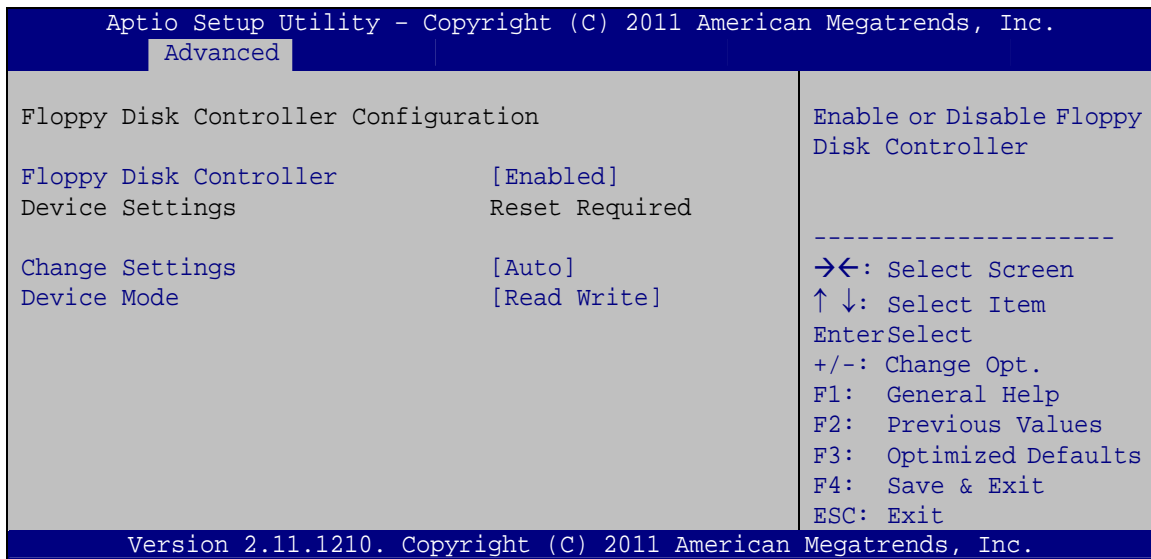 Aptio Setup Utility – Copyright (C) 2011 American Megatrends, Inc.
Advanced
Floppy Disk Controller Configuration
Floppy Disk Controller [Enabled]
Device Settings Reset Required
Change Settings [Auto]
Device Mode [Read Write]
Enable or Disable Floppy
Disk Controller
---------------------
→←: Select Screen
↑ ↓: Select Item
EnterSelect
+/-: Change Opt.
F1: General Help
F2: Previous Values
F3: Optimized Defaults
F4: Save & Exit
ESC: Exit
Version 2.11.1210. Copyright (C) 2011 American Megatrends, Inc.